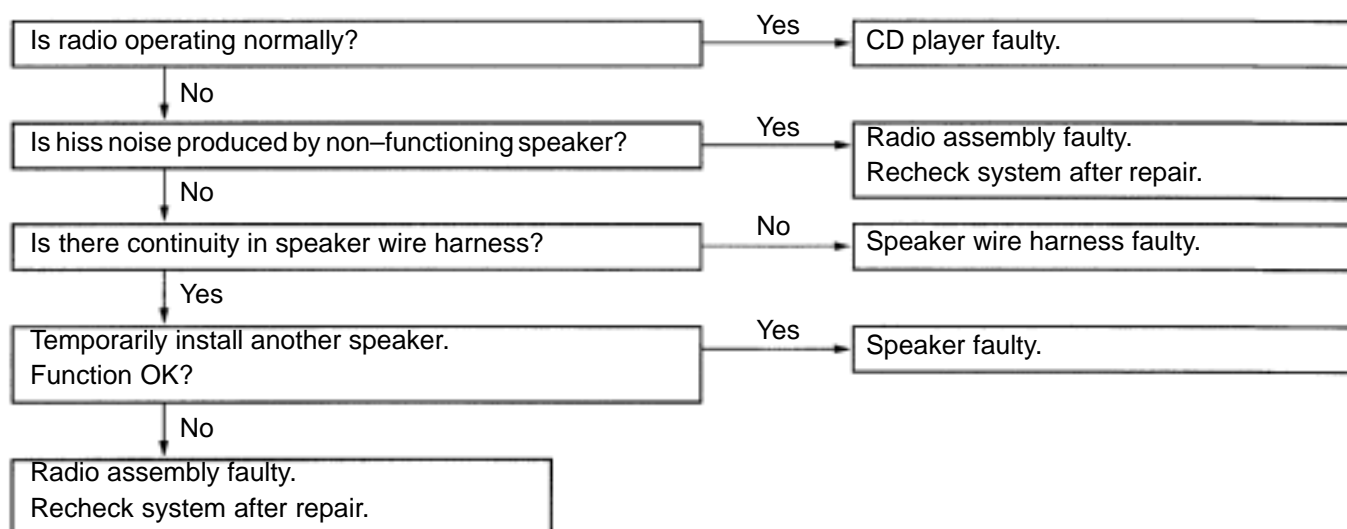 Is radio operating normally?
Yes
CD player faulty.
No
Is hiss noise produced by non–functioning speaker?
Yes
Radio assembly faulty.
Recheck system after repair.
No
Is there continuity in speaker wire harness?
No
Speaker wire harness faulty.
Yes
Temporarily install another speaker.
Function OK?
Yes
Speaker faulty.
No
Radio assembly faulty.
Recheck system after repair.